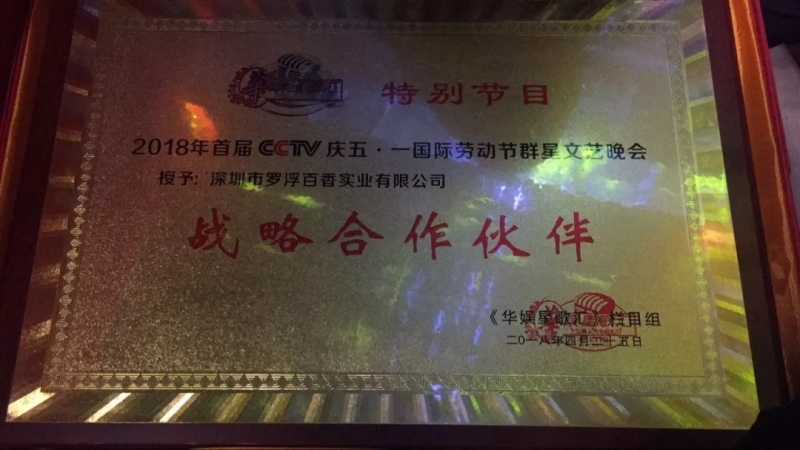 特别节目
2018年首届CCTV庆五·一国际劳动节群星文艺晚会
授予:深圳市罗浮百香实业有限公司
战略合作伙伴
《华娱星歌汇》栏目组
二〇一八年四月二十五日